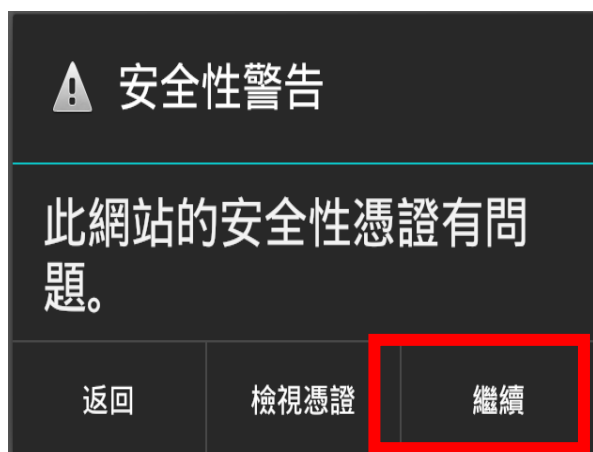 安全性警告
此網站的安全性憑證有問
題。
返回 檢視憑證 繼續